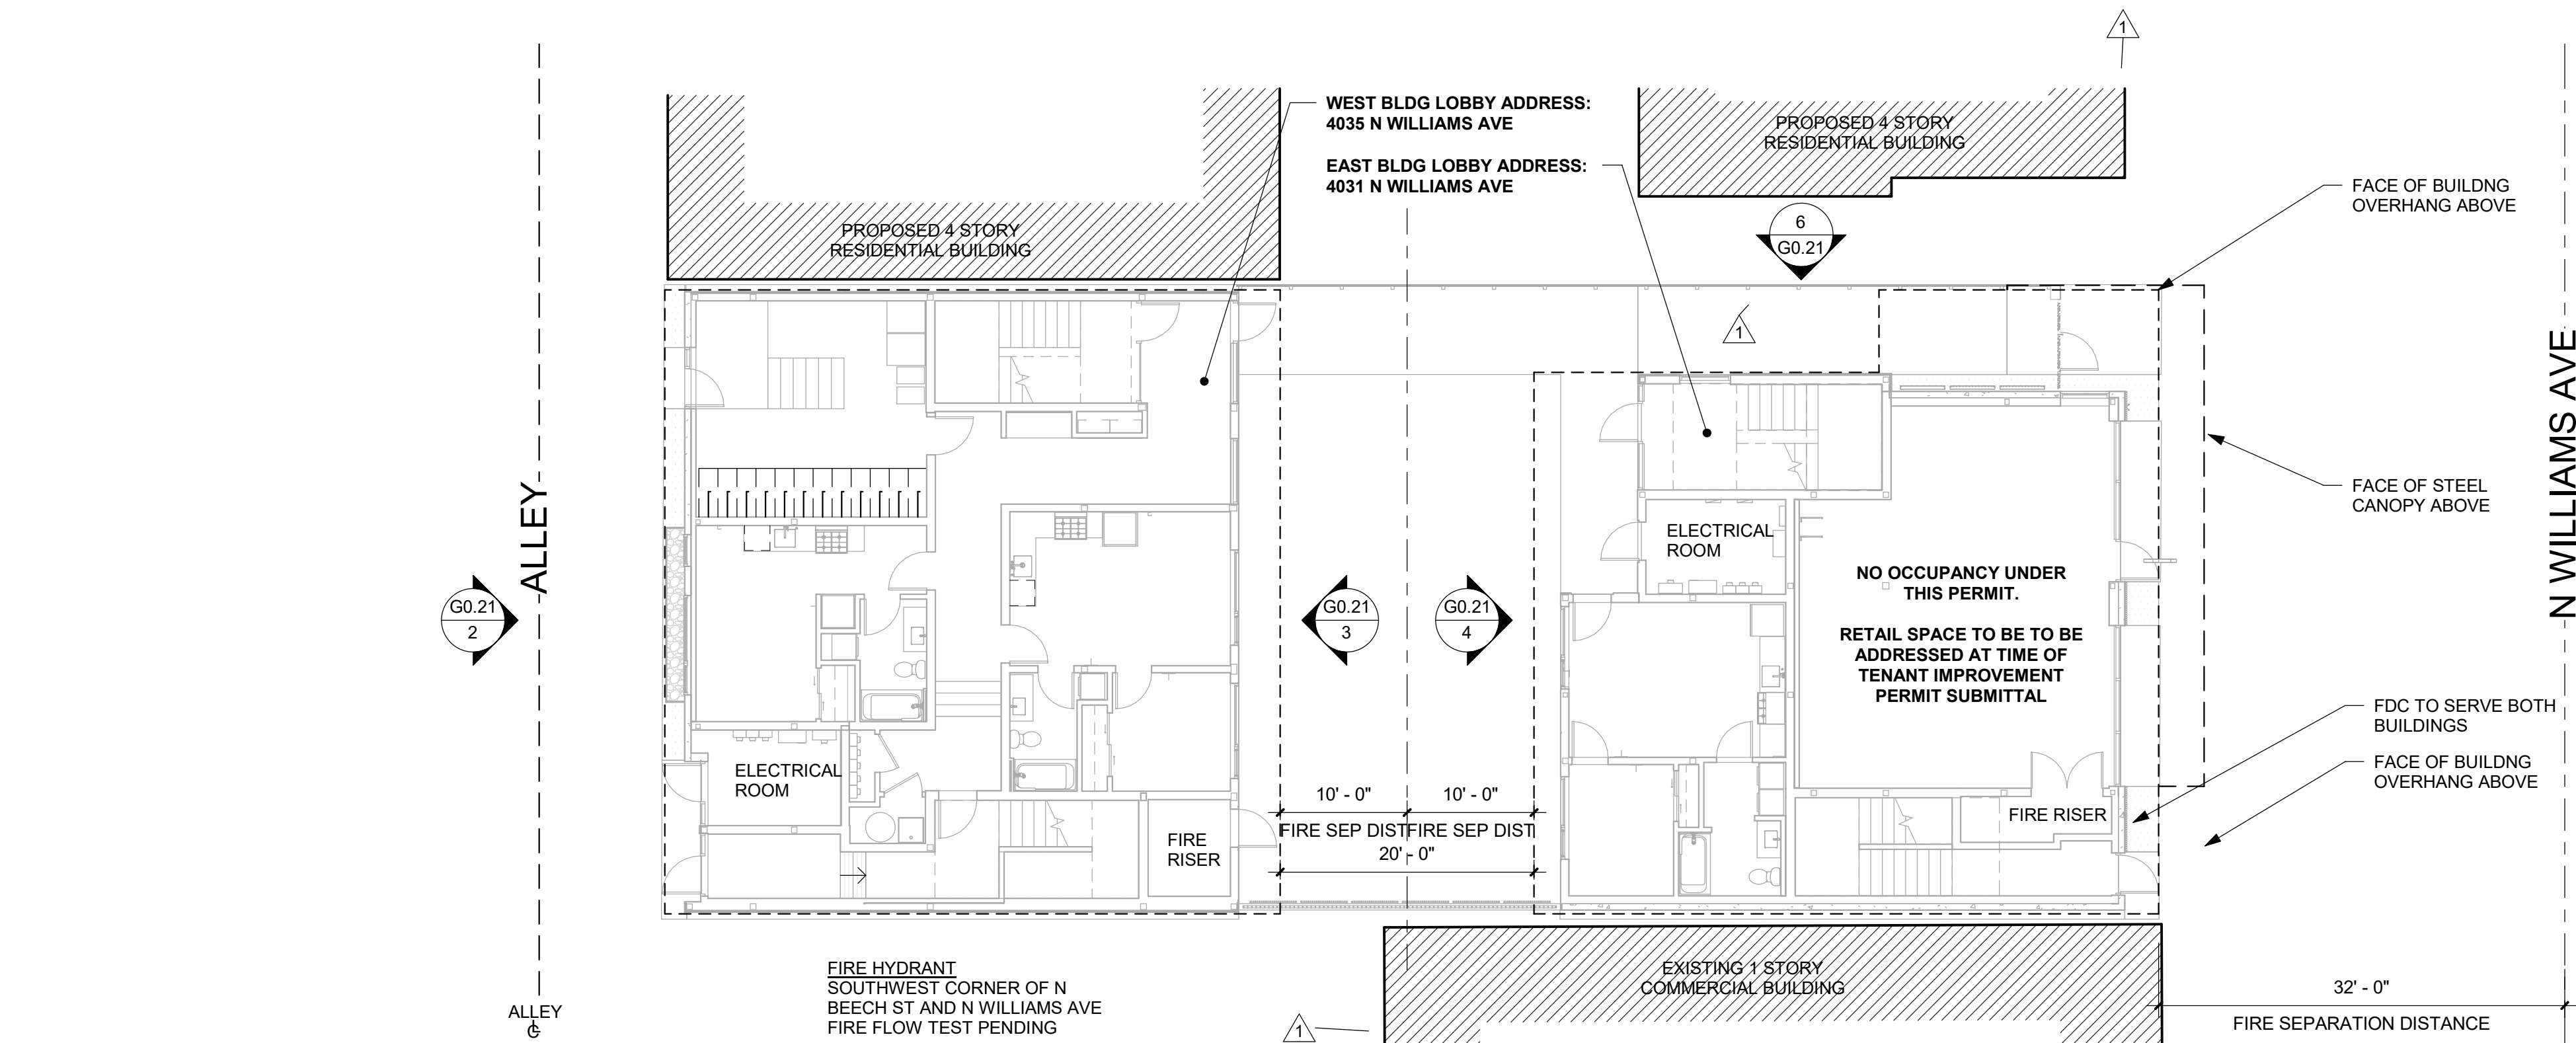 1
WEST BLDG LOBBY ADDRESS:
4035 N WILLIAMS AVE
EAST BLDG LOBBY ADDRESS:
4031 N WILLIAMS AVE
PROPOSED 4 STORY
RESIDENTIAL BUILDING
PROPOSED 4 STORY
RESIDENTIAL BUILDING
6
G0.21
FACE OF BUILDNG
OVERHANG ABOVE
1
N WILLIAMS AVE
FACE OF STEEL
CANOPY ABOVE
ALLEY
G0.21
2
G0.21
3
G0.21
4
ELECTRICAL
ROOM
NO OCCUPANCY UNDER
THIS PERMIT.
RETAIL SPACE TO BE TO BE
ADDRESSED AT TIME OF
TENANT IMPROVEMENT
PERMIT SUBMITTAL
FDC TO SERVE BOTH
BUILDINGS
FACE OF BUILDNG
OVERHANG ABOVE
ELECTRICAL
ROOM
10' - 0"
10' - 0"
FIRE SEP DIST
FIRE SEP DIST
20' - 0"
FIRE
RISER
FIRE RISER
FIRE HYDRANT
SOUTHWEST CORNER OF N
BEECH ST AND N WILLIAMS AVE
FIRE FLOW TEST PENDING
EXISTING 1 STORY
COMMERCIAL BUILDING
32' - 0"
FIRE SEPARATION DISTANCE
ALLEY
℄
1